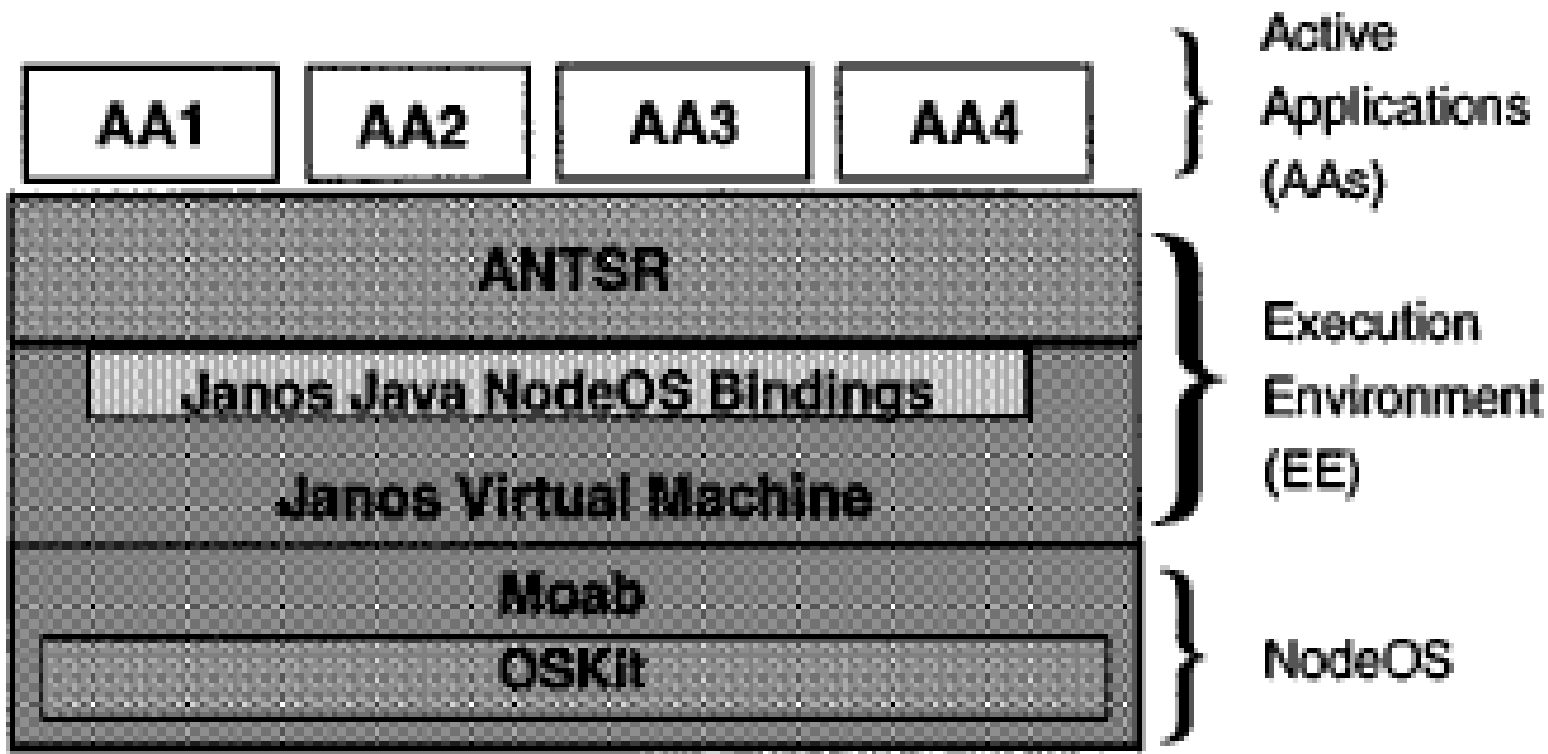 AA1
AA2
AA3
AA4
Active
Applications
(AAs)
ANTSR
Janos Java NodeOS Bindings
Janos Virtual Machine
Execution
Environment
(EE)
Moab
OSKit
NodeOS